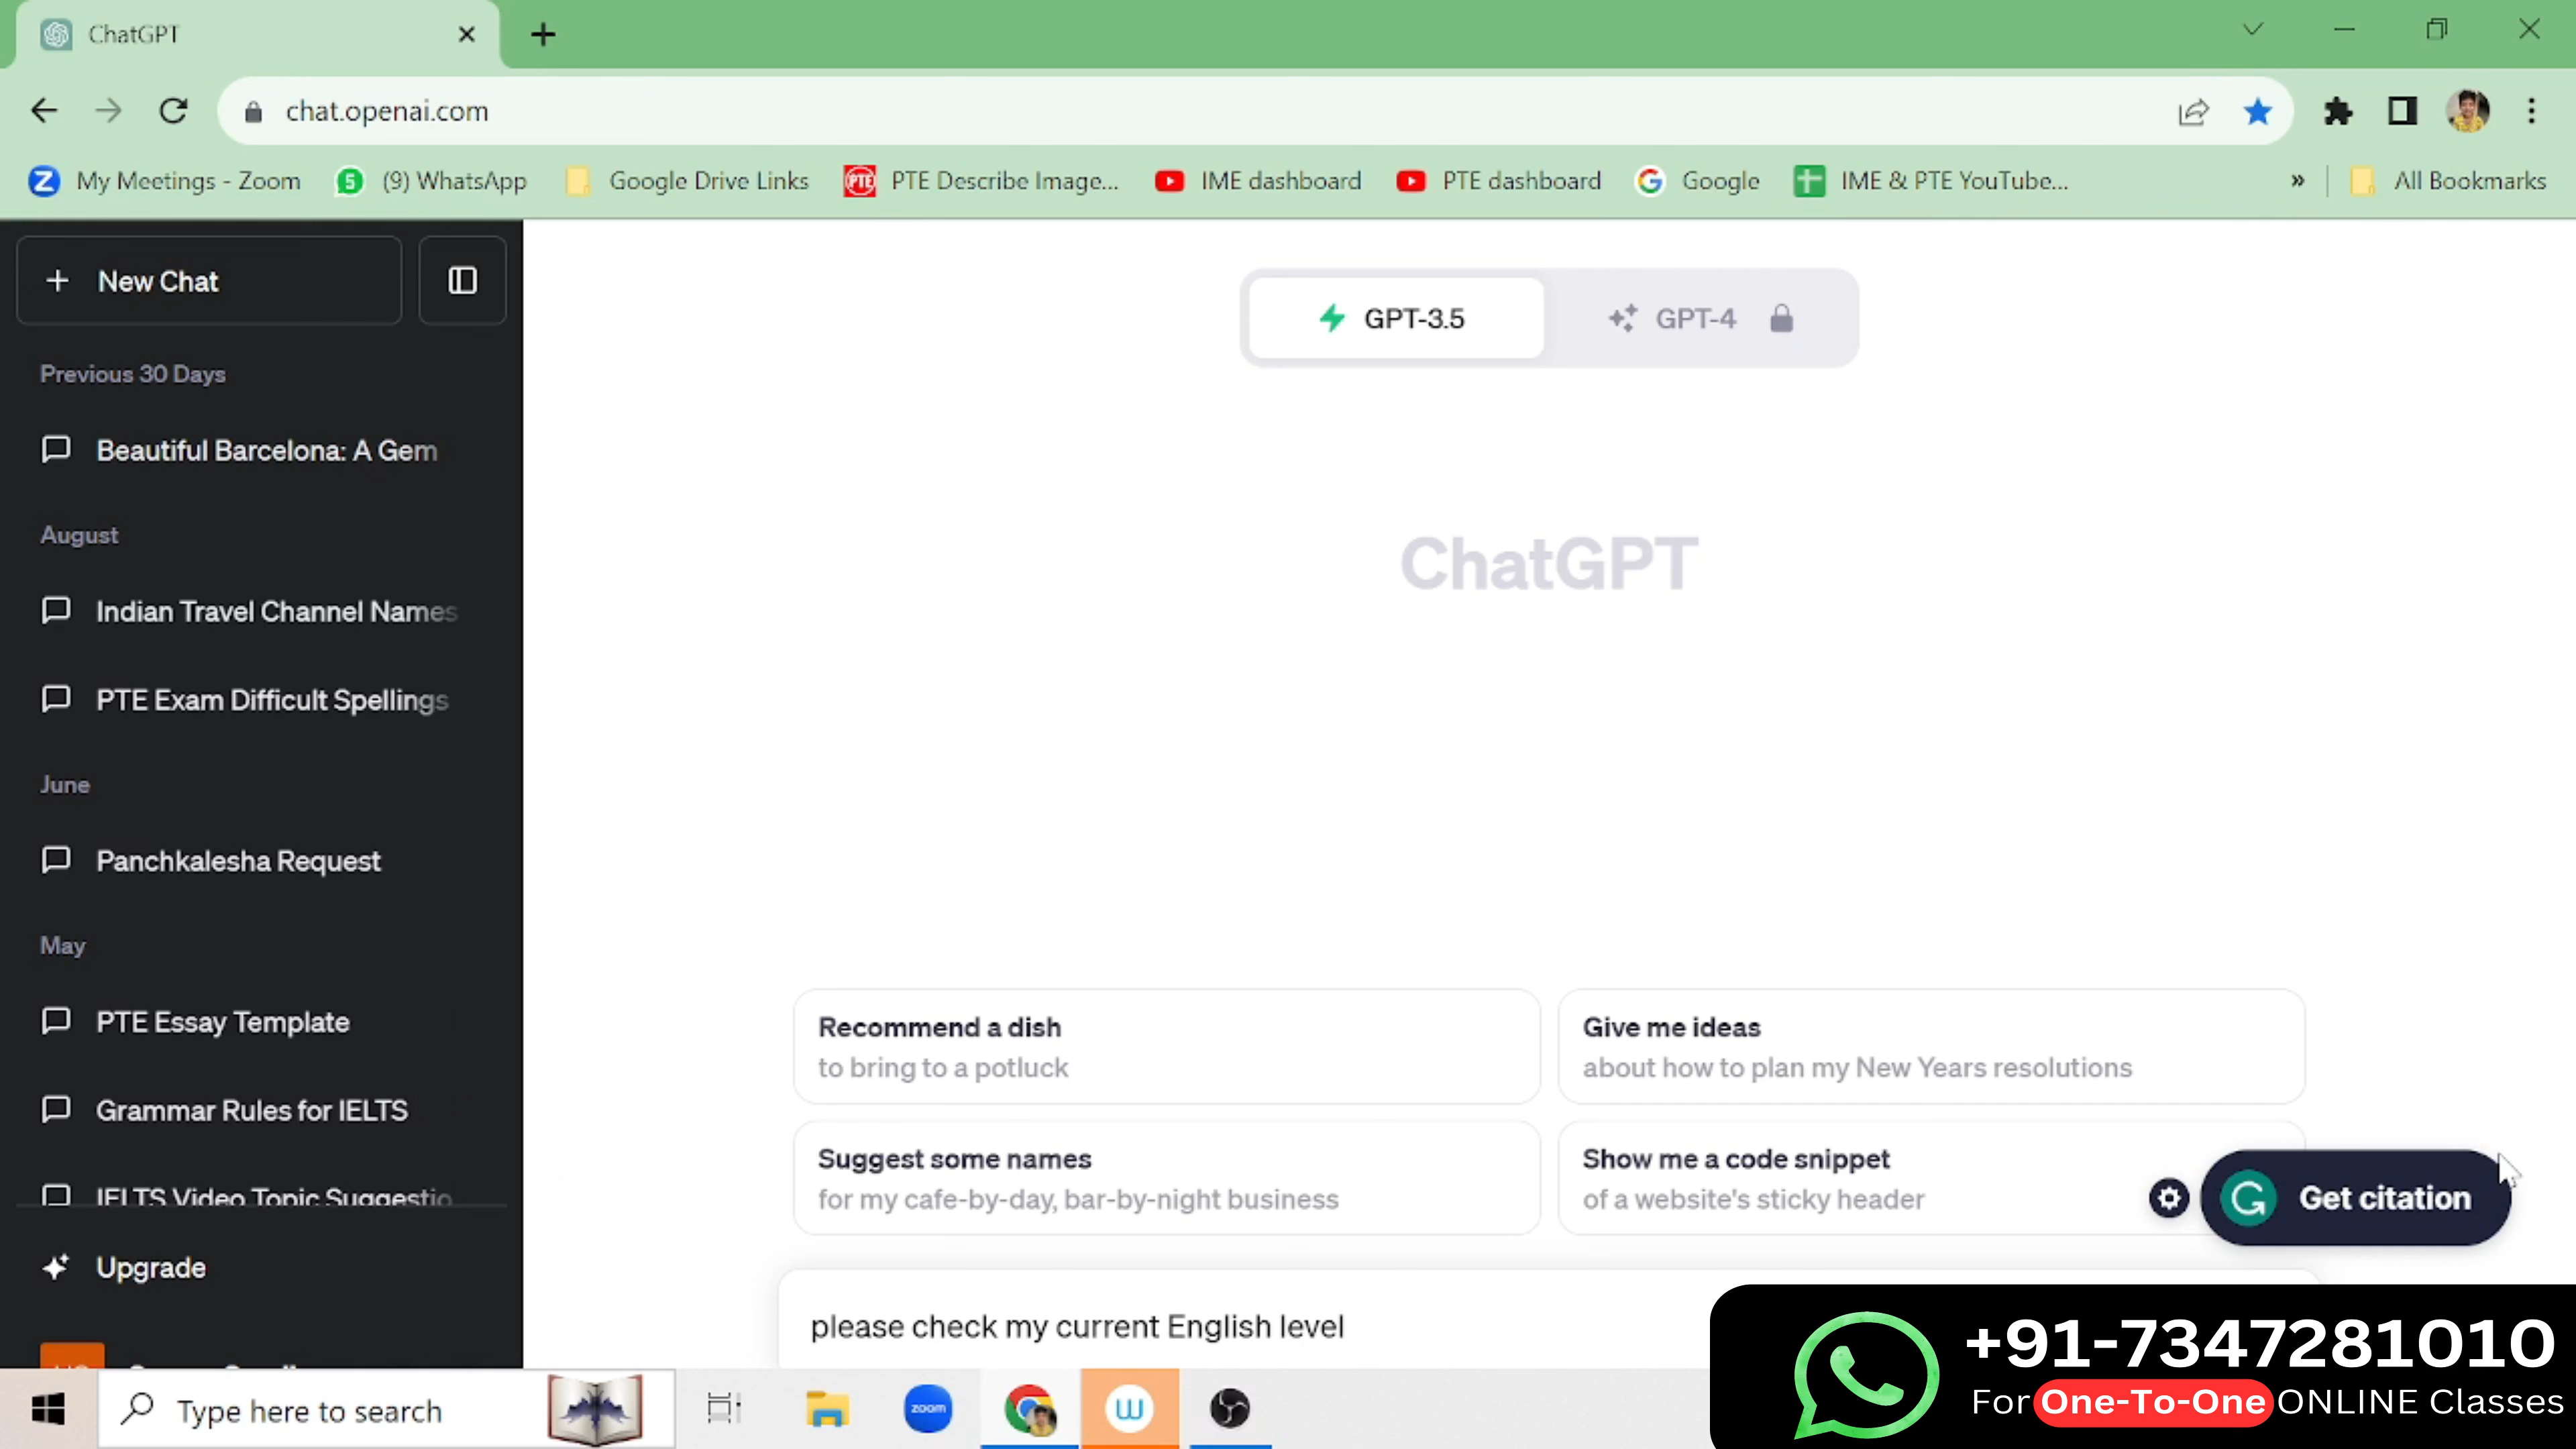 ChatGPT
chat.openai.com
My Meetings - Zoom
(9) WhatsApp
Google Drive Links
PTE Describe Image...
IME dashboard
PTE dashboard
Google
IME & PTE YouTube...
»
All Bookmarks
New Chat
Previous 30 Days
Beautiful Barcelona: A Gem
August
Indian Travel Channel Names
PTE Exam Difficult Spellings
June
Panchkalesha Request
May
PTE Essay Template
Grammar Rules for IELTS
IELTS Video Topic Suggestio
Upgrade
GPT-3.5
GPT-4
ChatGPT
Recommend a dish
to bring to a potluck
Give me ideas
about how to plan my New Years resolutions
Suggest some names
for my cafe-by-day, bar-by-night business
Show me a code snippet
of a website's sticky header
Get citation
please check my current English level
+91-7347281010
For One-To-One ONLINE Classes
Type here to search
zoom